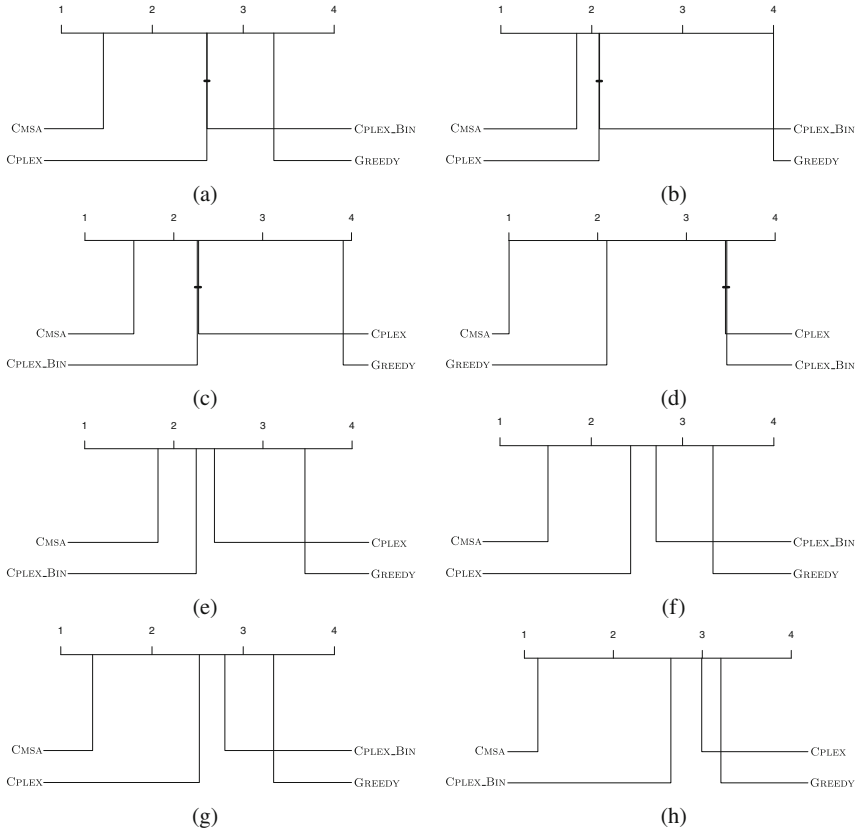 1 2 3 4
CMSA CPLEX_BIN
CPLEX GREEDY
(a)
1 2 3 4
CMSA CPLEX_BIN
CPLEX GREEDY
(b)
1 2 3 4
CMSA CPLEX
CPLEX_BIN GREEDY
(c)
1 2 3 4
CMSA CPLEX
GREEDY CPLEX_BIN
(d)
1 2 3 4
CMSA CPLEX
CPLEX_BIN GREEDY
(e)
1 2 3 4
CMSA CPLEX_BIN
CPLEX GREEDY
(f)
1 2 3 4
CMSA CPLEX_BIN
CPLEX GREEDY
(g)
1 2 3 4
CMSA CPLEX
CPLEX_BIN GREEDY
(h)